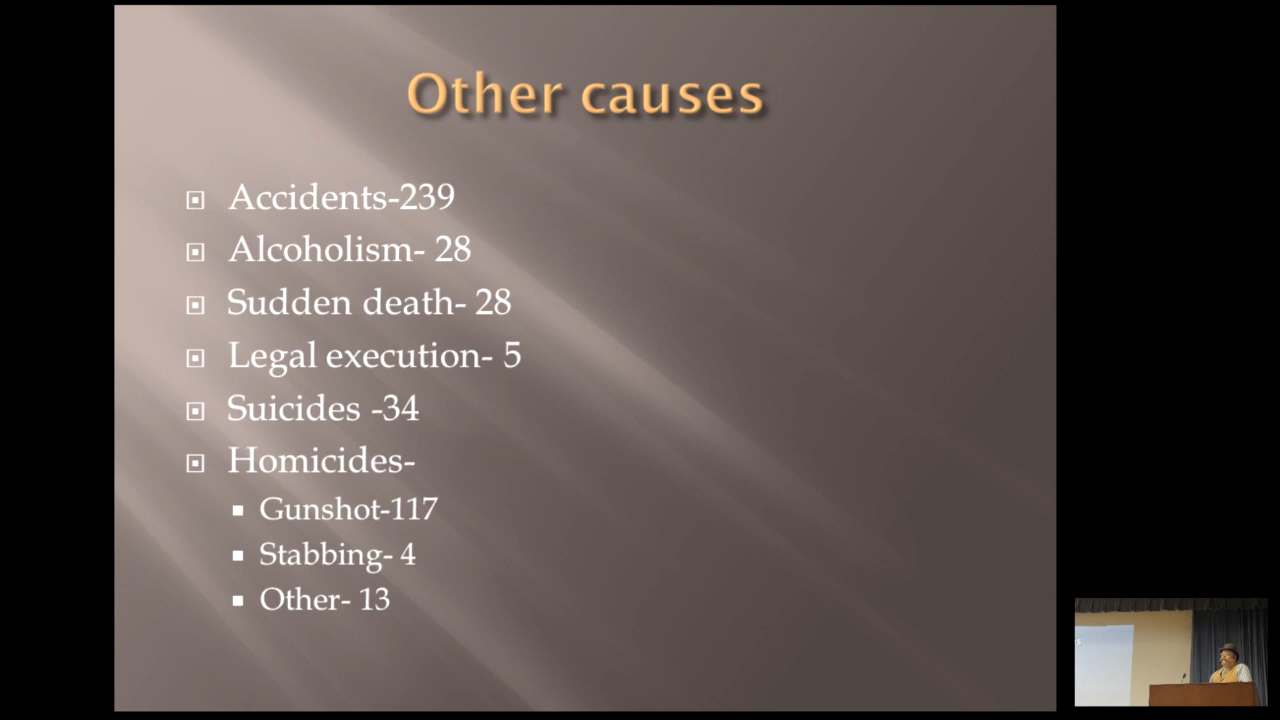 Other causes
Accidents-239
Alcoholism- 28
Sudden death- 28
Legal execution- 5
Suicides -34
Homicides-
Gunshot-117
Stabbing- 4
Other- 13